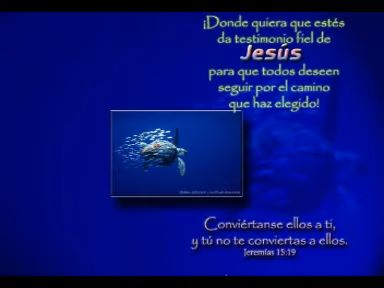 ¡Donde quiera que estés
da testimonio fiel de
Jesús
para que todos deseen
seguir por el camino
que haz elegido!
Conviértanse ellos a ti,
y tú no te conviertas a ellos.
Jeremías 15:19